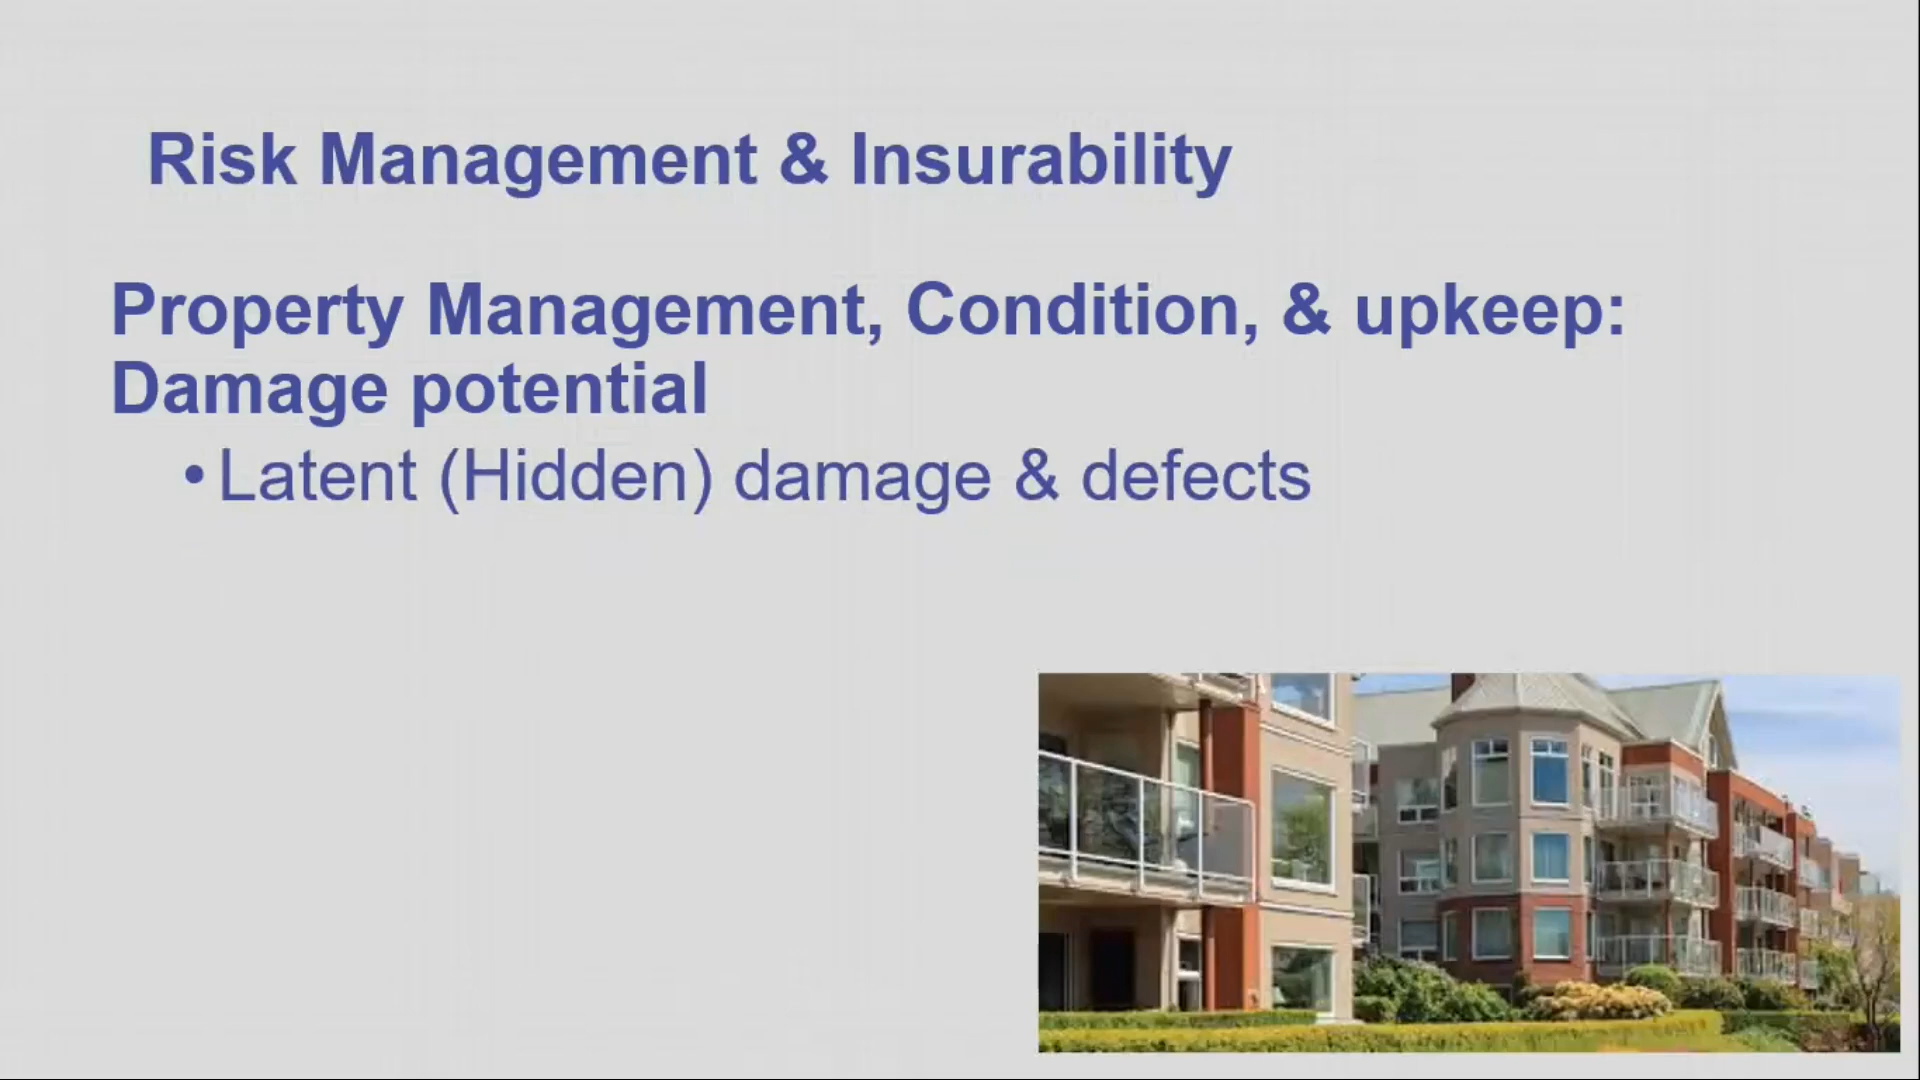 Risk Management & Insurability
Property Management, Condition, & upkeep:
Damage potential
• Latent (Hidden) damage & defects